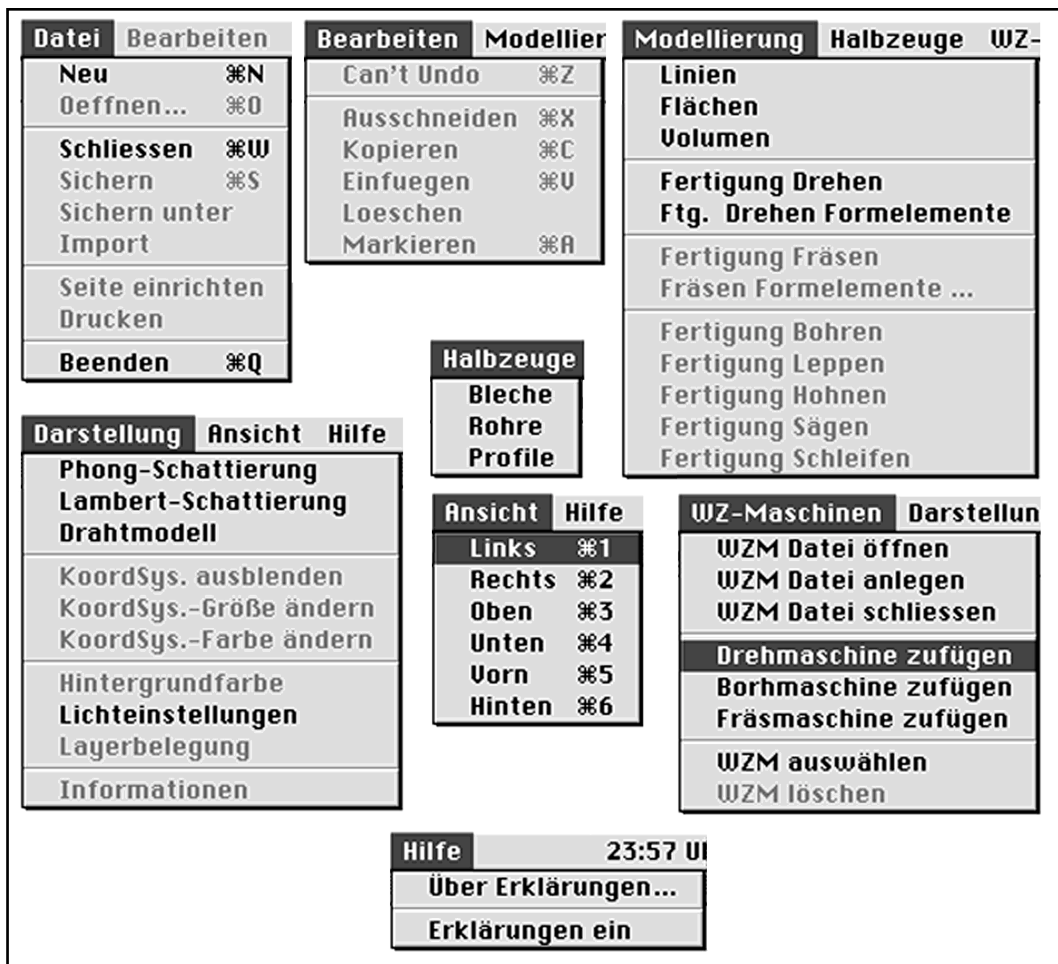 Datei Bearbeiten
Neu ⌘N
Oeffnen... ⌘O
Schliessen ⌘W
Sichern ⌘S
Sichern unter
Import
Seite einrichten
Drucken
Beenden ⌘Q
Bearbeiten Modellier
Can't Undo ⌘Z
Ausschneiden ⌘X
Kopieren ⌘C
Einfuegen ⌘V
Loeschen
Markieren ⌘A
Modellierung Halbzeuge WZ-
Linien
Flächen
Volumen
Fertigung Drehen
Ftg. Drehen Formelemente
Fertigung Fräsen
Fräsen Formelemente ...
Fertigung Bohren
Fertigung Leppen
Fertigung Hohnen
Fertigung Sägen
Fertigung Schleifen
Halbzeuge
Bleche
Rohre
Profile
Darstellung Ansicht Hilfe
Phong-Schattierung
Lambert-Schattierung
Drahtmodell
KoordSys. ausblenden
KoordSys.-Größe ändern
KoordSys.-Farbe ändern
Hintergrundfarbe
Lichteinstellungen
Layerbelegung
Informationen
Ansicht Hilfe
Links ⌘1
Rechts ⌘2
Oben ⌘3
Unten ⌘4
Vorn ⌘5
Hinten ⌘6
WZ-Maschinen Darstellun
WZM Datei öffnen
WZM Datei anlegen
WZM Datei schliessen
Drehmaschine zufügen
Borhmaschine zufügen
Fräsmaschine zufügen
WZM auswählen
WZM löschen
Hilfe 23:57 U
Über Erklärungen...
Erklärungen ein